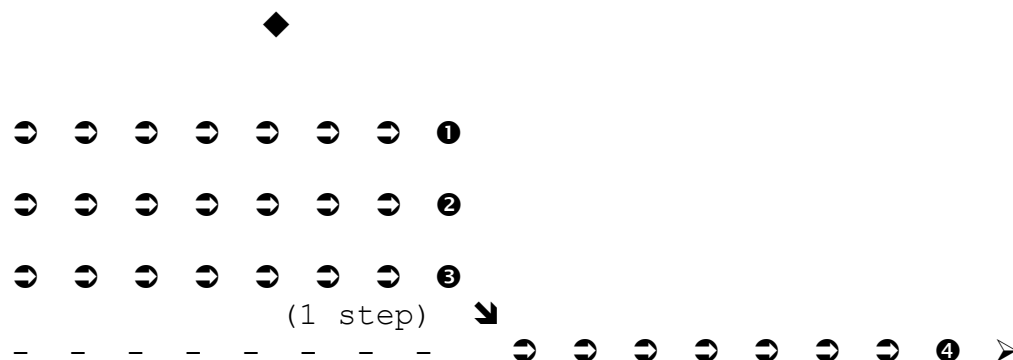 ◆
➲ ➲ ➲ ➲ ➲ ➲ ➲ ❶
➲ ➲ ➲ ➲ ➲ ➲ ➲ ❷
➲ ➲ ➲ ➲ ➲ ➲ ➲ ❸
(1 step) ➘
– – – – – – – – ➲ ➲ ➲ ➲ ➲ ➲ ➲ ❹ ➢